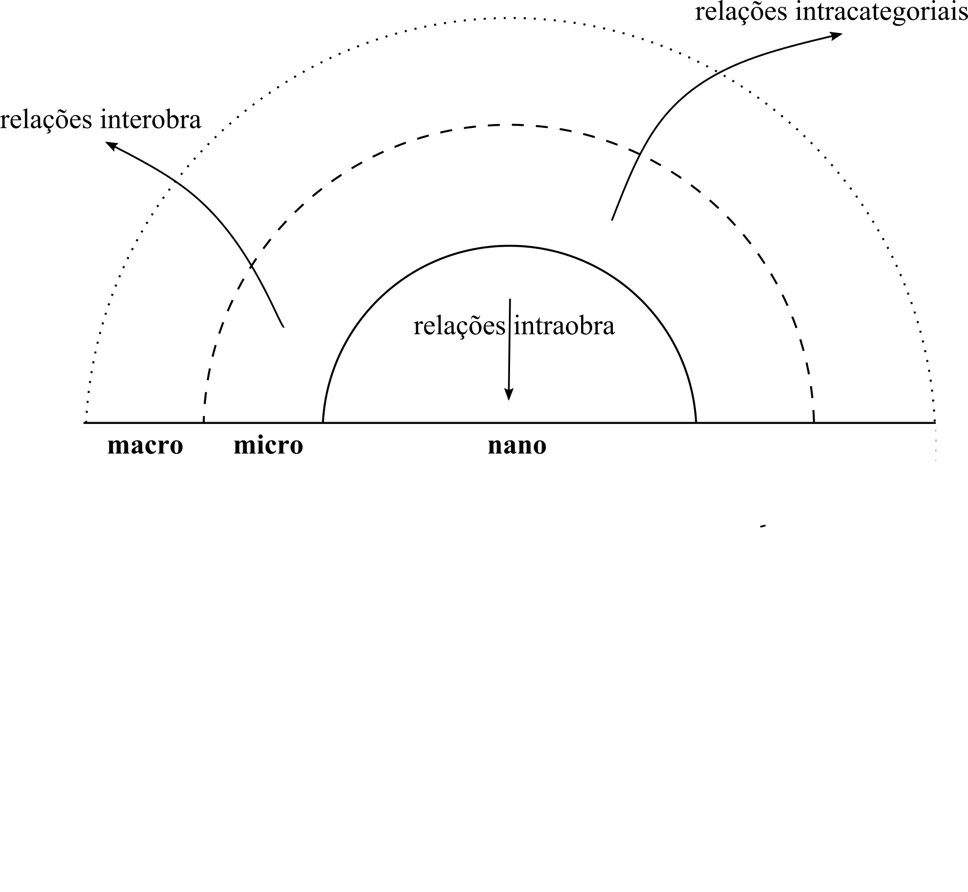 relações intracategoriais
relações interobra
relações intraobra
macro micro nano